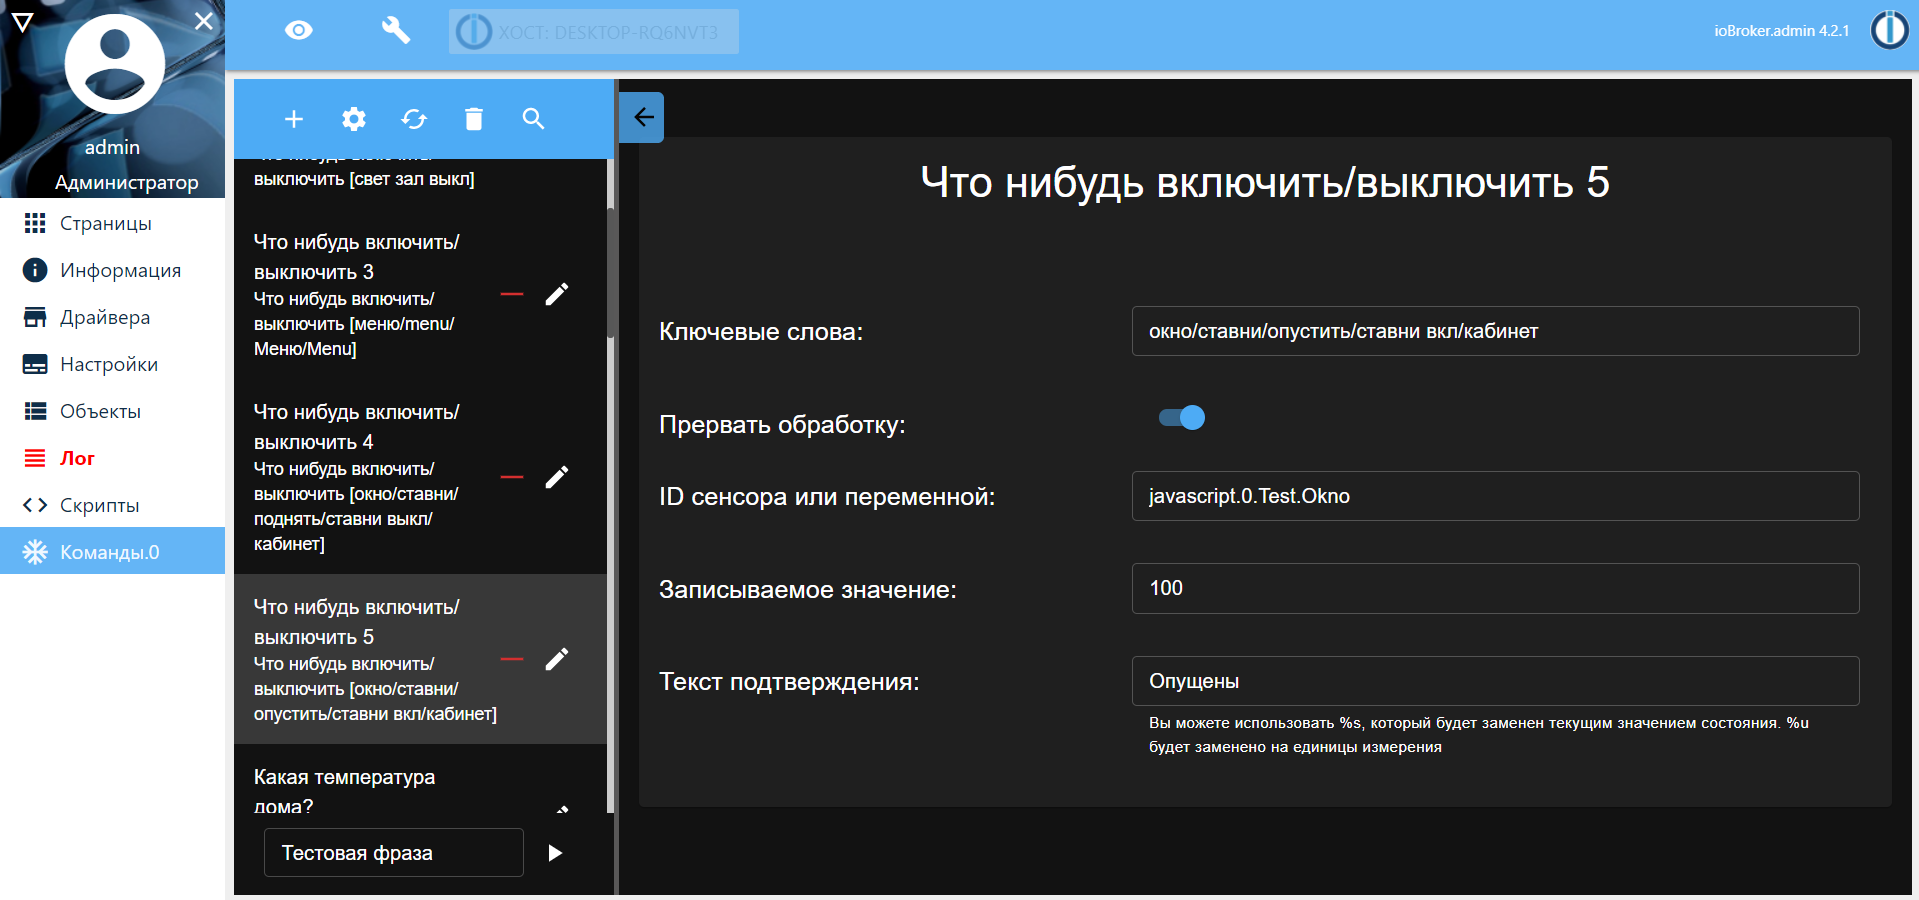 admin
Администратор
Страницы
Информация
Драйвера
Настройки
Объекты
Лог
Скрипты
Команды.0
ХОСТ: DESKTOP-RQ6NVT3
ioBroker.admin 4.2.1
выключить [свет зал выкл]
Что нибудь включить/
выключить 3
Что нибудь включить/
выключить [меню/menu/
Меню/Menu]
Что нибудь включить/
выключить 4
Что нибудь включить/
выключить [окно/ставни/
поднять/ставни выкл/
кабинет]
Что нибудь включить/
выключить 5
Что нибудь включить/
выключить [окно/ставни/
опустить/ставни вкл/кабинет]
Какая температура
дома?
Тестовая фраза
Что нибудь включить/выключить 5
Ключевые слова:
окно/ставни/опустить/ставни вкл/кабинет
Прервать обработку:
ID сенсора или переменной:
javascript.0.Test.Okno
Записываемое значение:
100
Текст подтверждения:
Опущены
Вы можете использовать %s, который будет заменен текущим значением состояния. %u
будет заменено на единицы измерения